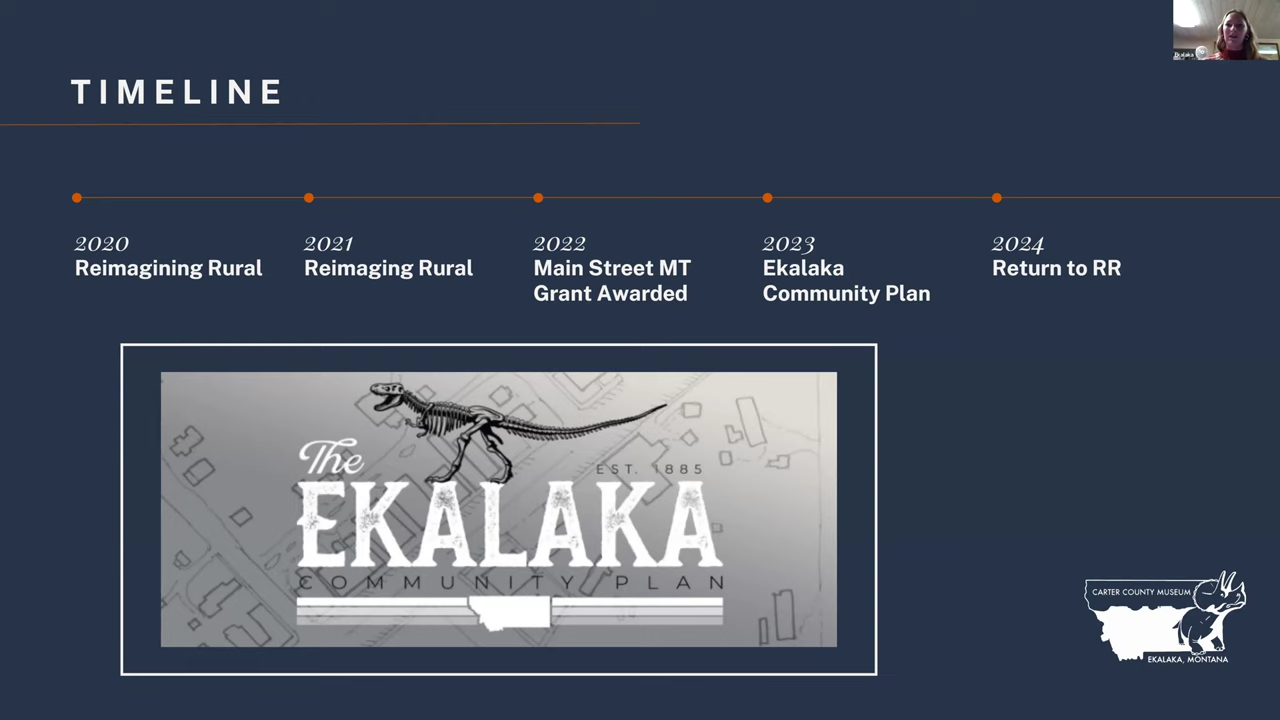 TIMELINE
2020
Reimagining Rural
2021
Reimaging Rural
2022
Main Street MT
Grant Awarded
2023
Ekalaka
Community Plan
2024
Return to RR
The
EST. 1885
EKALAKA
COMMUNITY PLAN
CARTER COUNTY MUSEUM
EKALAKA, MONTANA
Ekalaka